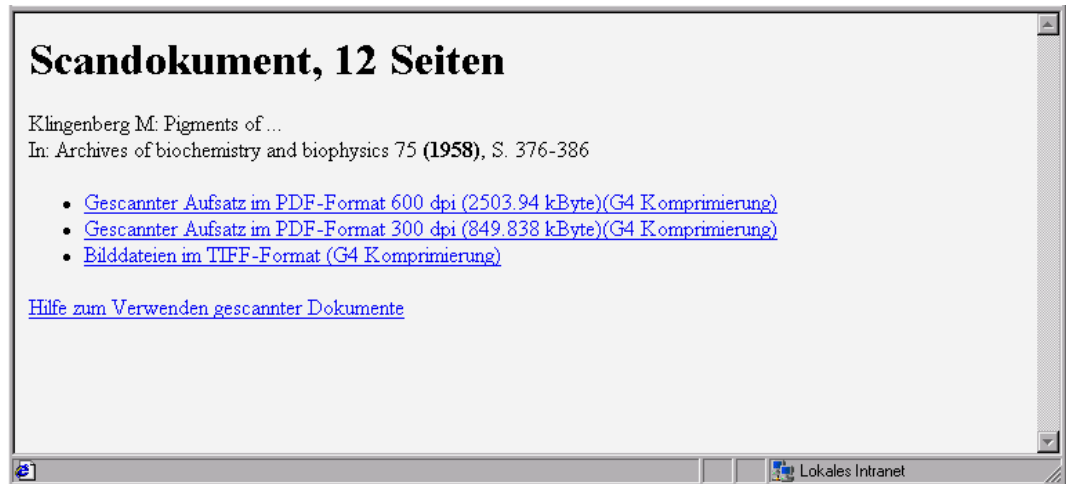 Scandokument, 12 Seiten
Klingenberg M: Pigments of ...
In: Archives of biochemistry and biophysics 75 (1958), S. 376-386
Gescannter Aufsatz im PDF-Format 600 dpi (2503.94 kByte)(G4 Komprimierung)
Gescannter Aufsatz im PDF-Format 300 dpi (849.838 kByte)(G4 Komprimierung)
Bilddateien im TIFF-Format (G4 Komprimierung)
Hilfe zum Verwenden gescannter Dokumente
Lokales Intranet